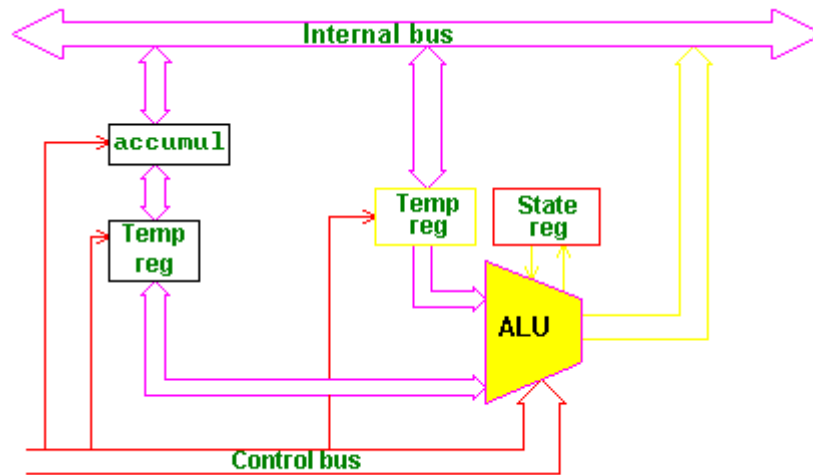 Internal bus
accumul
Temp
reg
Temp
reg
State
reg
ALU
Control bus